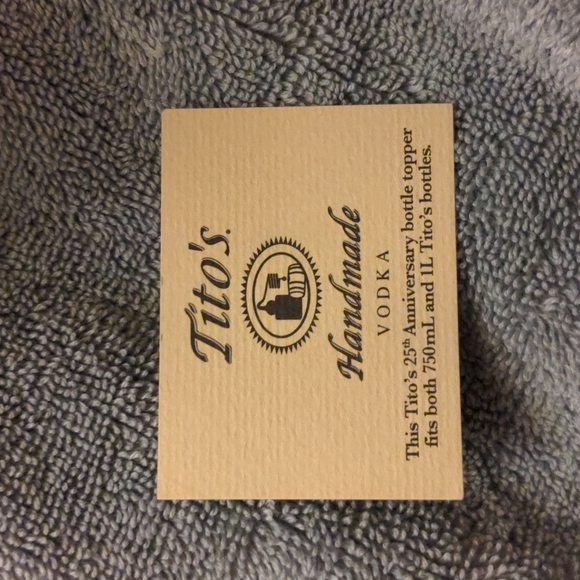 Tito's.
Handmade
VODKA
This Tito's 25th Anniversary bottle topper
fits both 750mL and 1L Tito's bottles.